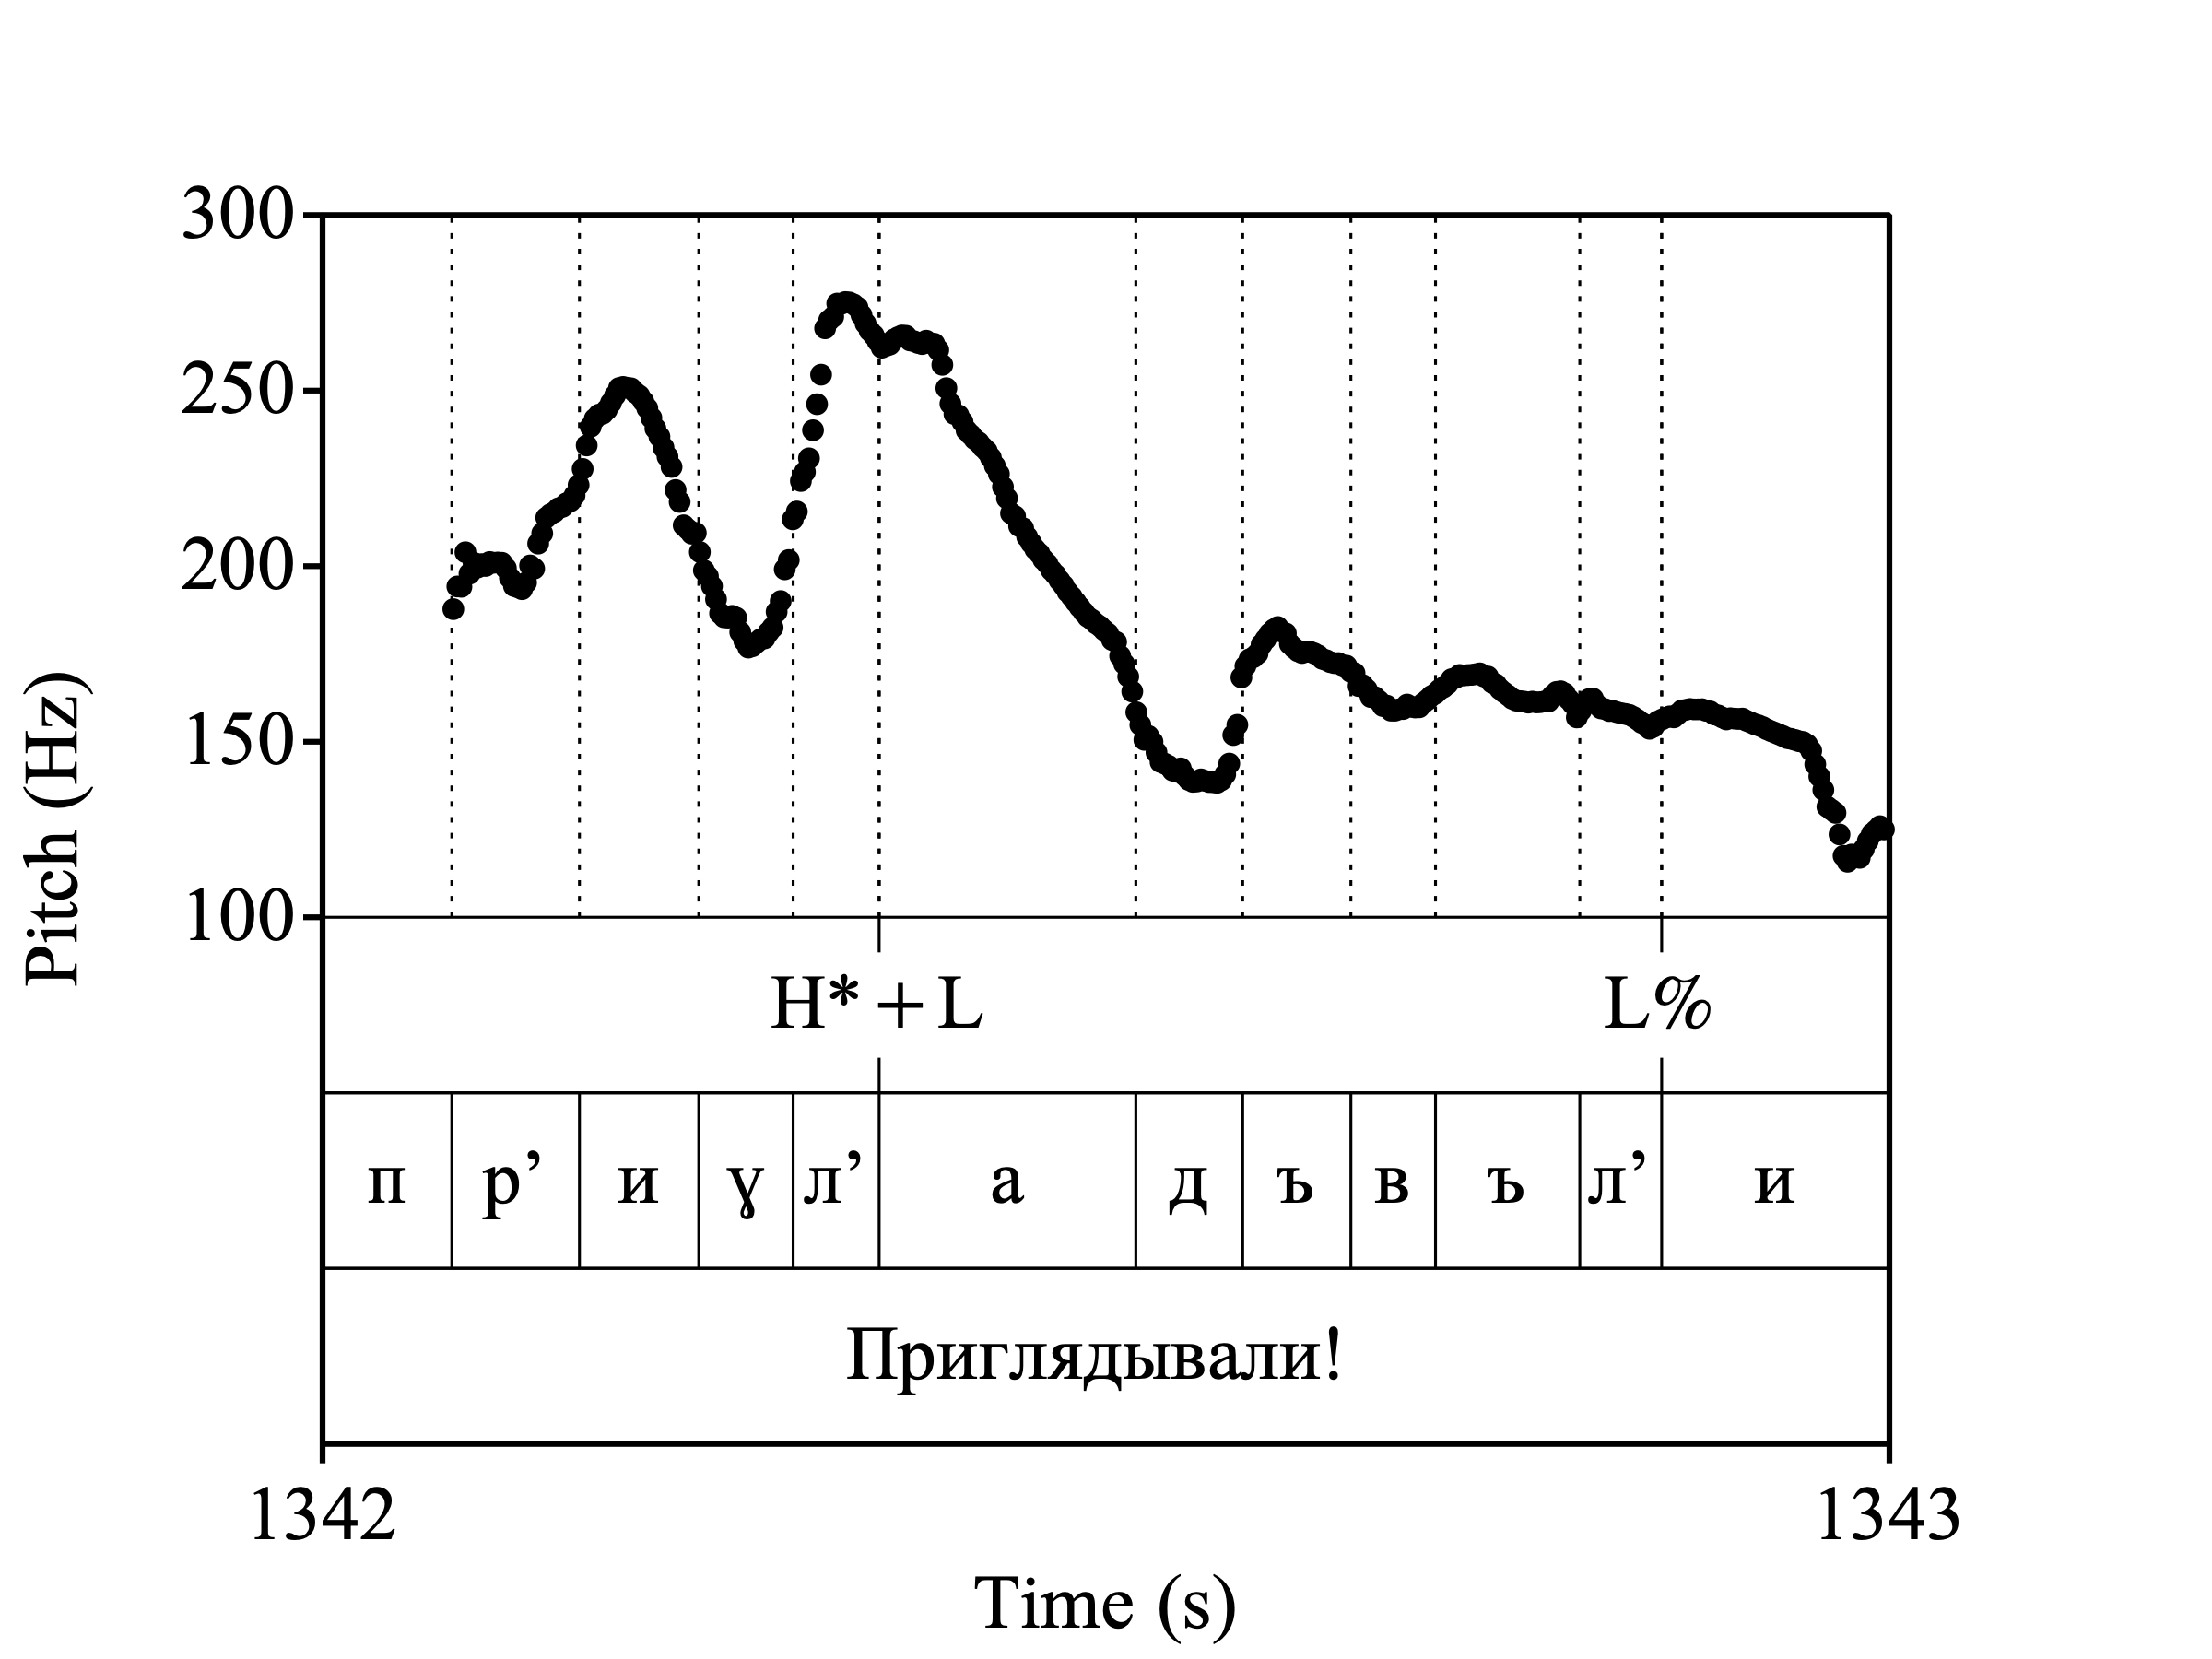 300
250
200
150
100
Pitch (Hz)
H*+L L%
п р’ и ɣ л’ а д ъ в ъ л’ и
Приглядывали!
1342 1343
Time (s)